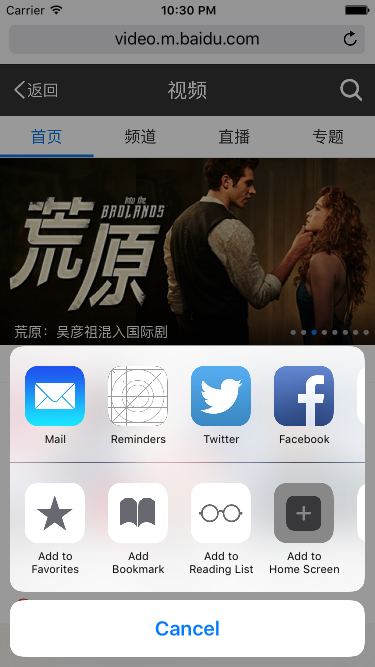 Carrier 10:30 PM
video.m.baidu.com
返回 视频
首页 频道 直播 专题
into the
BADLANDS
荒原
荒原：吴彦祖混入国际剧
Mail Reminders Twitter Facebook
Add to Favorites
Add Bookmark
Add to Reading List
Add to Home Screen
Cancel